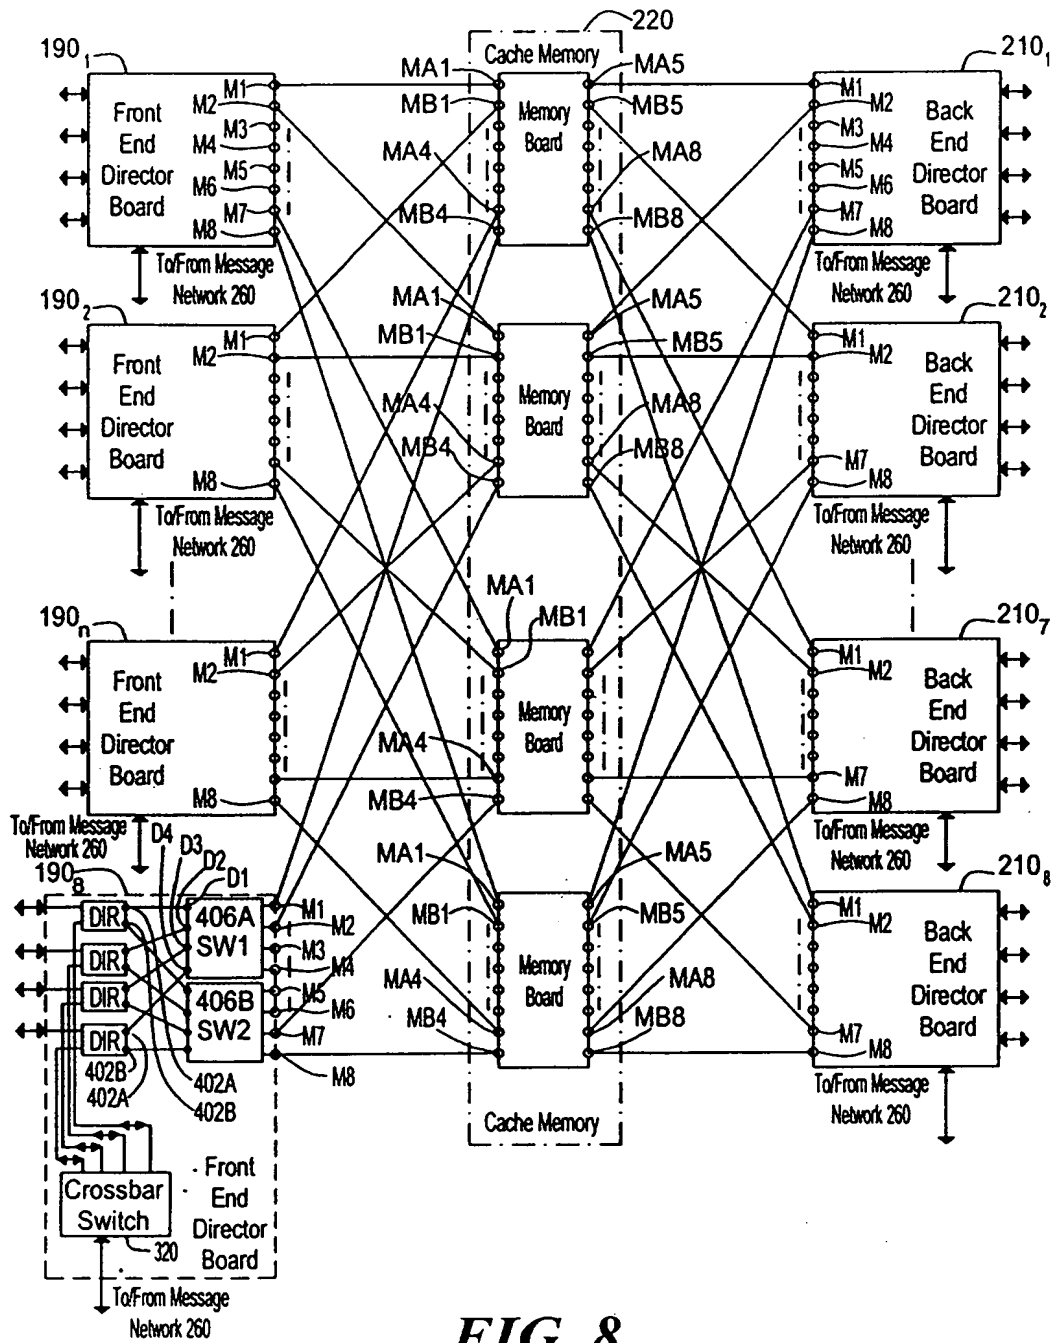 220
190 1
Cache Memory
210 1
Front
End
Director
Board
M1
M2
M3
M4
M5
M6
M7
M8
MA1
MB1
MA4
MB4
Memory
Board
MA5
MB5
MA8
MB8
M1
M2
M3
M4
M5
M6
M7
M8
Back
End
Director
Board
To/From Message
Network 260
To/From Message
Network 260
190 2
210 2
Front
End
Director
Board
M1
M2
M8
MA1
MB1
MA4
MB4
Memory
Board
MA5
MB5
MA8
MB8
M1
M2
M7
M8
Back
End
Director
Board
To/From Message
Network 260
To/From Message
Network 260
190 n
210 7
Front
End
Director
Board
M1
M2
M8
MA1
MB1
MA4
MB4
Memory
Board
M1
M2
M7
M8
Back
End
Director
Board
To/From Message
Network 260
To/From Message
Network 260
190 8
210 8
D4
D3
D2
D1
DIR
DIR
DIR
DIR
406A
SW1
406B
SW2
M1
M2
M3
M4
M5
M6
M7
M8
402B
402A
402A
402B
MA1
MB1
MA4
MB4
Memory
Board
MA5
MB5
MA8
MB8
M1
M2
M7
M8
Back
End
Director
Board
To/From Message
Network 260
Cache Memory
Crossbar
Switch
320
Front
End
Director
Board
To/From Message
Network 260
FIG. 8